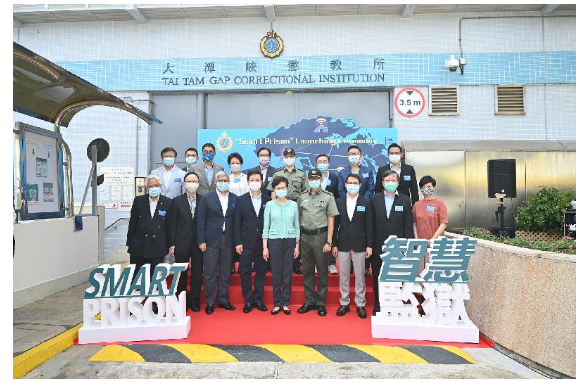 大潭峽懲教所
TAI TAM GAP CORRECTIONAL INSTITUTION
3.5 m
"Smart Prison" Launching Ceremony
SMART
PRISON
智慧
監獄